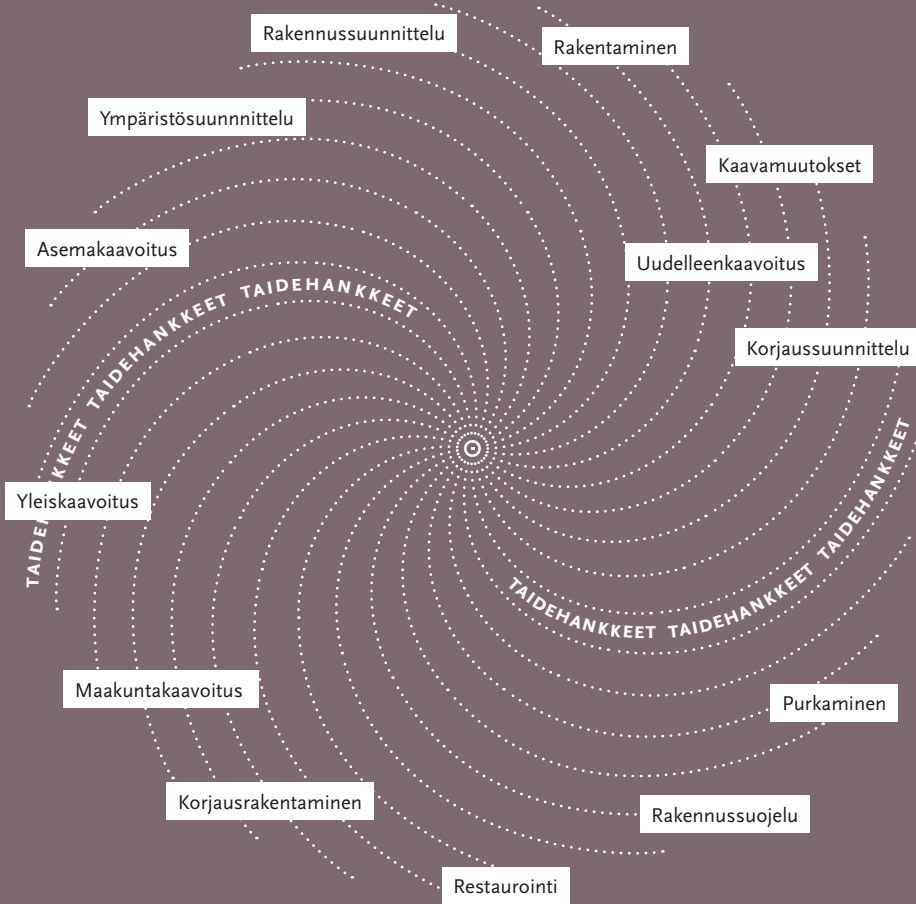 Rakennussuunnittelu
Rakentaminen
Ympäristösuunnnittelu
Kaavamuutokset
Asemakaavoitus
Uudelleenkaavoitus
TAIDEHANKKEET TAIDEHANKKEET TAIDEHANKKEET
Korjaussuunnittelu
Yleiskaavoitus
TAIDEHANKKEET TAIDEHANKKEET TAIDEHANKKEET
Maakuntakaavoitus
Purkaminen
Korjausrakentaminen
Rakennussuojelu
Restaurointi